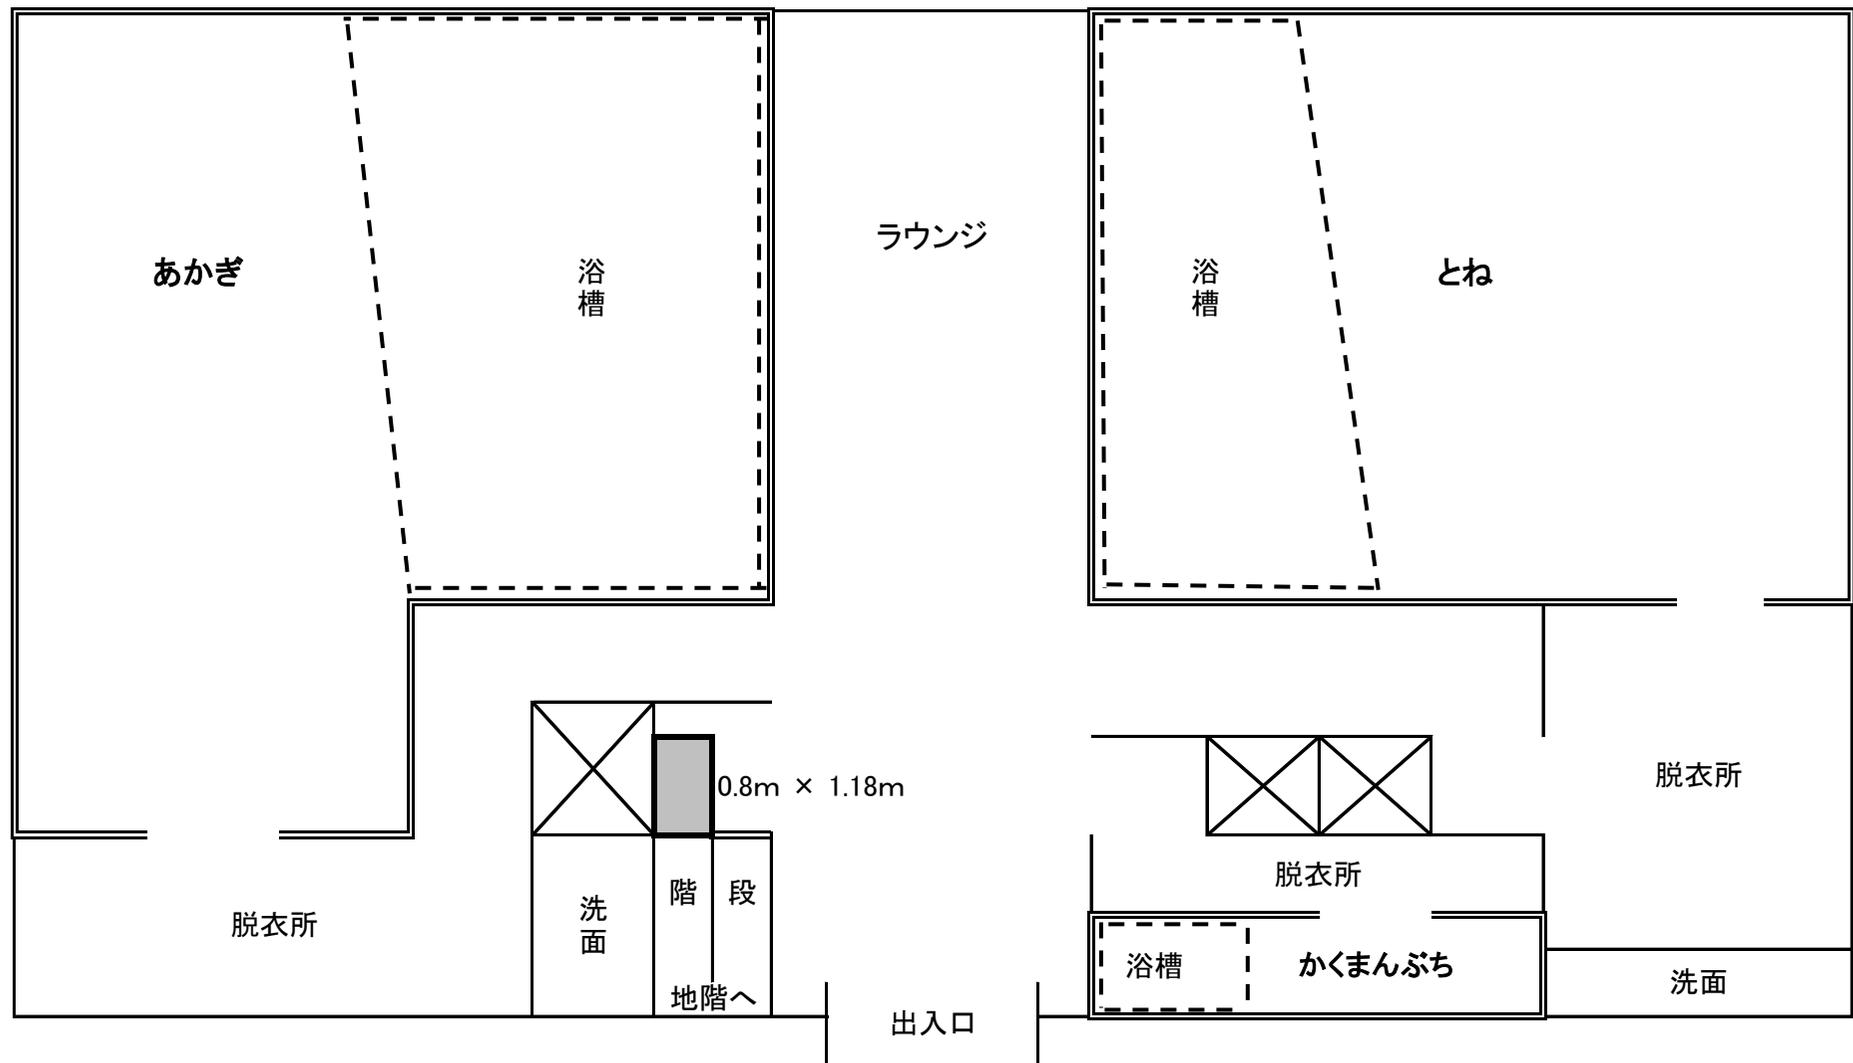 ラウンジ
あかぎ
浴槽
浴槽
とね
0.8m × 1.18m
脱衣所
脱衣所
階段
洗面
脱衣所
浴槽
かくまんぶち
洗面
地階へ
出入口